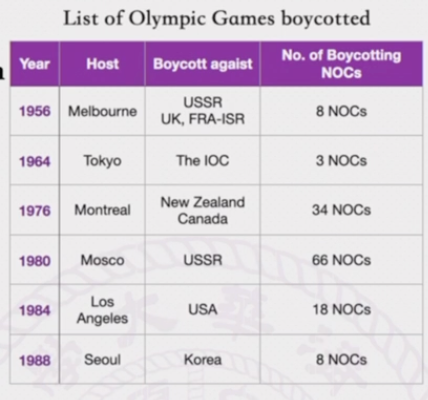 List of Olympic Games boycotted
Year Host Boycott agaist No. of Boycotting NOCs
1956 Melbourne USSR UK, FRA-ISR 8 NOCs
1964 Tokyo The IOC 3 NOCs
1976 Montreal New Zealand Canada 34 NOCs
1980 Mosco USSR 66 NOCs
1984 Los Angeles USA 18 NOCs
1988 Seoul Korea 8 NOCs